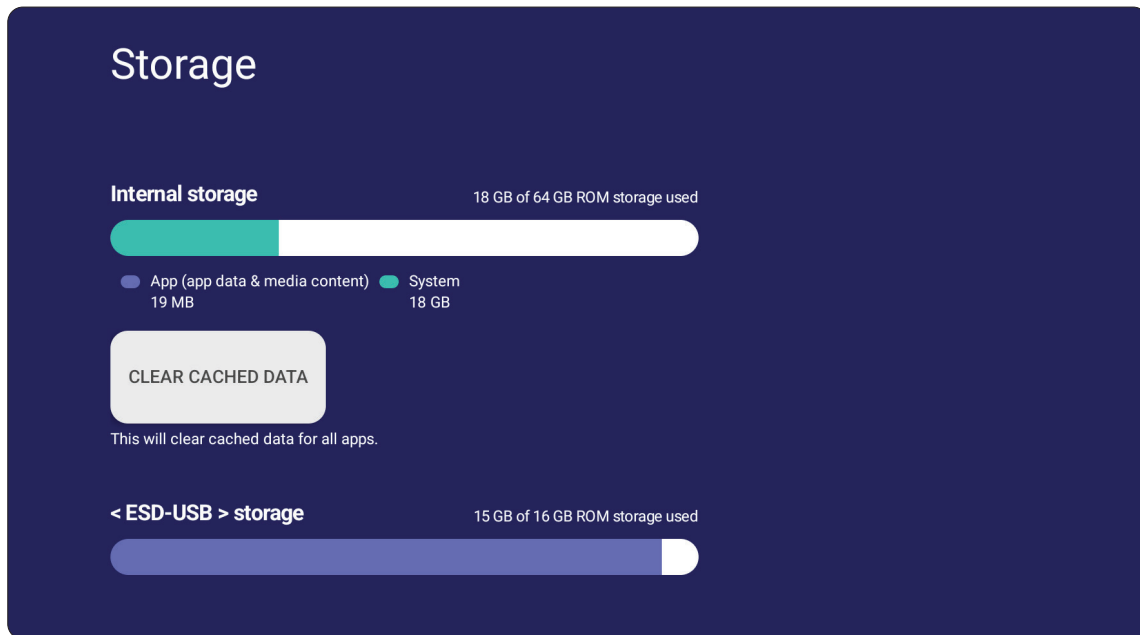 Storage
Internal storage 18 GB of 64 GB ROM storage used
App (app data & media content) System
19 MB 18 GB
CLEAR CACHED DATA
This will clear cached data for all apps.
< ESD-USB > storage 15 GB of 16 GB ROM storage used